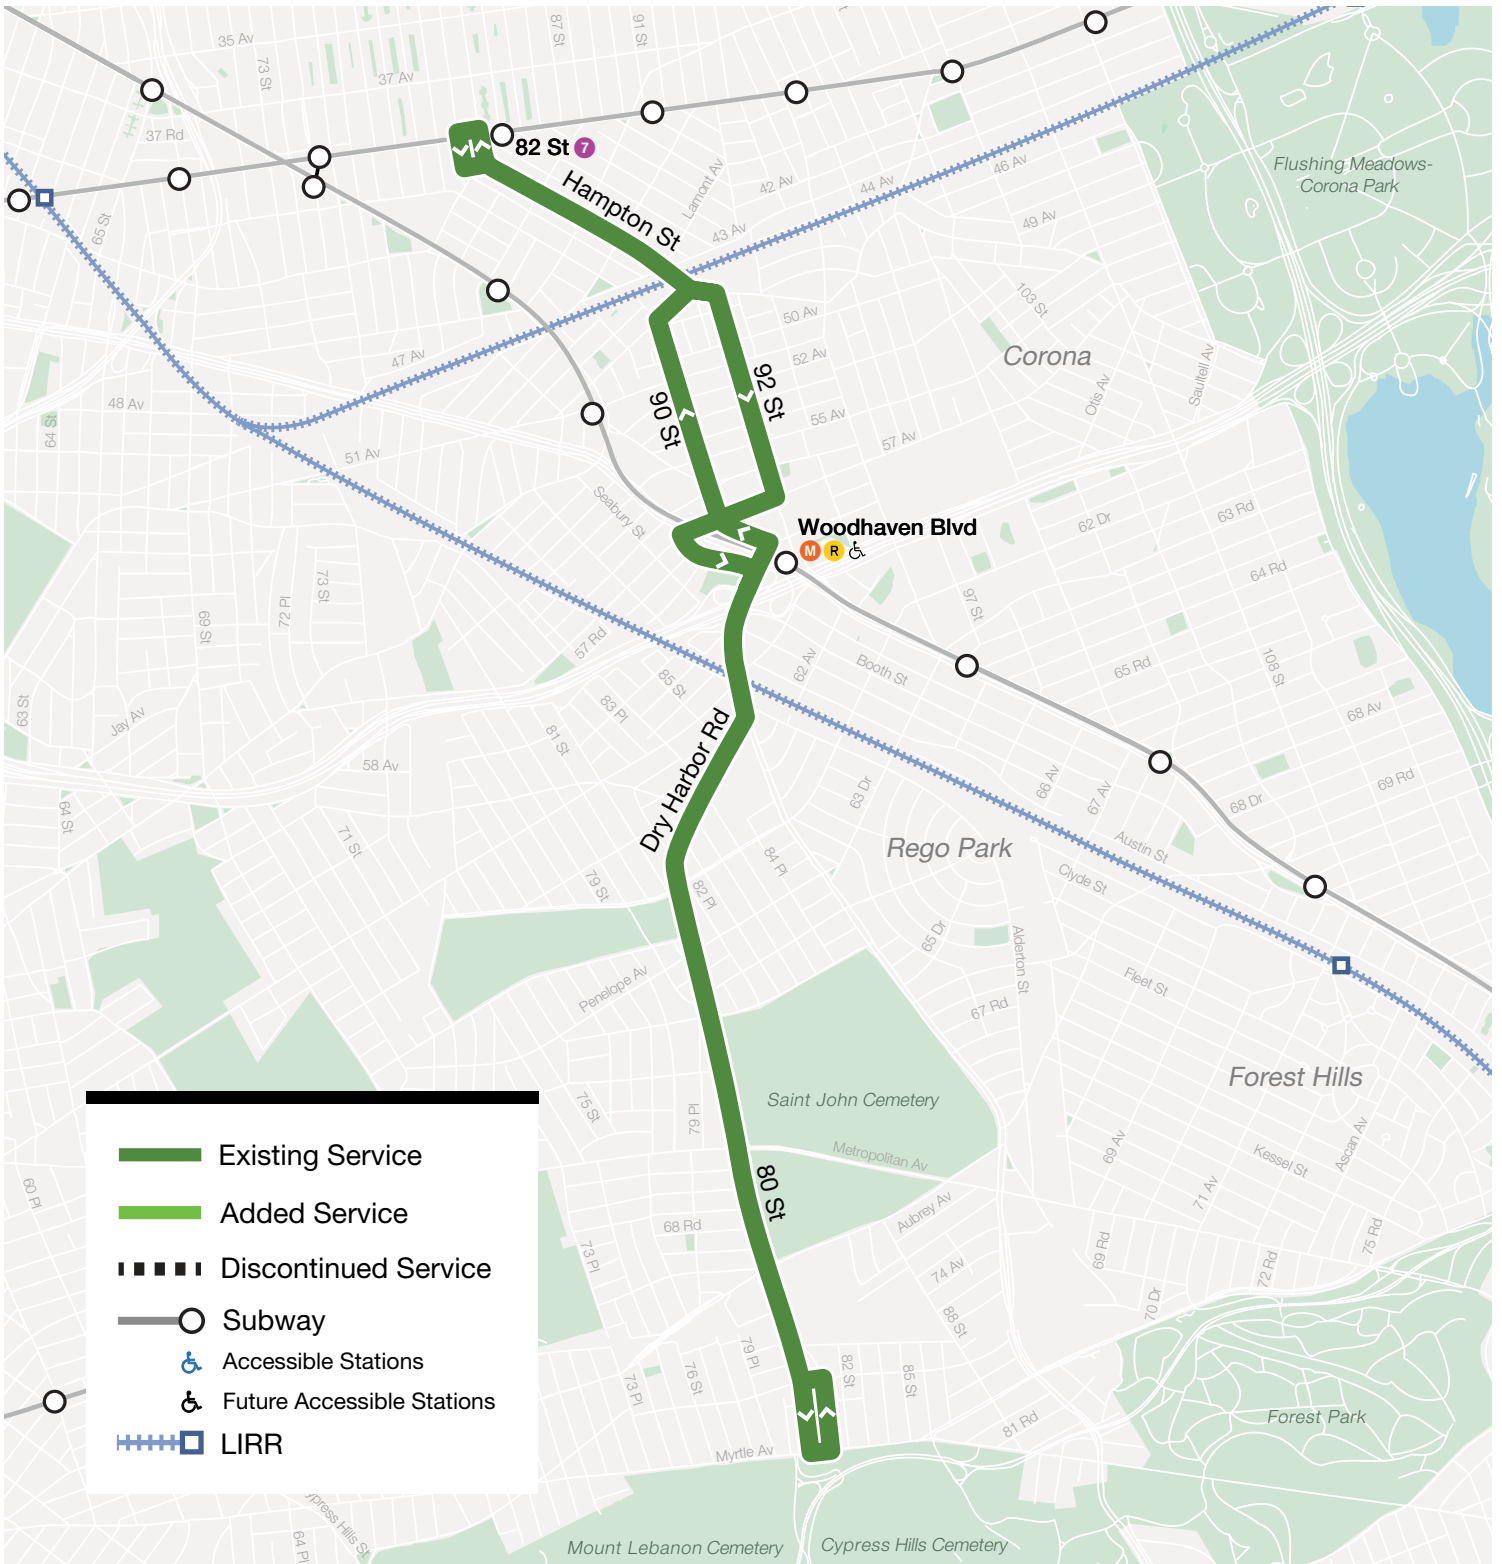 35 Av
73 St
87 St
91 St
37 Av
37 Rd
82 St 7
Hampton St
Lamont Av
42 Av
44 Av
46 Av
43 Av
49 Av
Flushing Meadows-
Corona Park
65 St
103 St
50 Av
52 Av
Corona
47 Av
48 Av
64 St
92 St
90 St
Otis Av
Saultell Av
55 Av
57 Av
51 Av
Seabury St
Woodhaven Blvd
M R
62 Dr
63 Rd
64 Rd
73 St
72 Pl
69 St
97 St
57 Rd
62 Av
Booth St
65 Rd
108 St
85 St
83 Pl
68 Av
63 St
Jay Av
81 St
58 Av
Dry Harbor Rd
63 Dr
66 Av
67 Av
68 Dr
69 Rd
64 St
71 St
Rego Park
Austin St
Clyde St
84 Pl
79 St
82 Pl
65 Dr
Alderton St
Fleet St
Penelope Av
67 Rd
Forest Hills
Saint John Cemetery
75 St
79 Pl
Metropolitan Av
69 Av
Kessel St
Ascan Av
60 Pl
80 St
71 Av
Aubrey Av
68 Rd
73 Pl
74 Av
69 Rd
72 Rd
75 Rd
70 Dr
88 St
79 Pl
76 St
73 Pl
82 St
85 St
81 Rd
Forest Park
Myrtle Av
Existing Service
Added Service
Discontinued Service
Subway
Accessible Stations
Future Accessible Stations
LIRR
ypress Hills St
64 Pl
Mount Lebanon Cemetery
Cypress Hills Cemetery